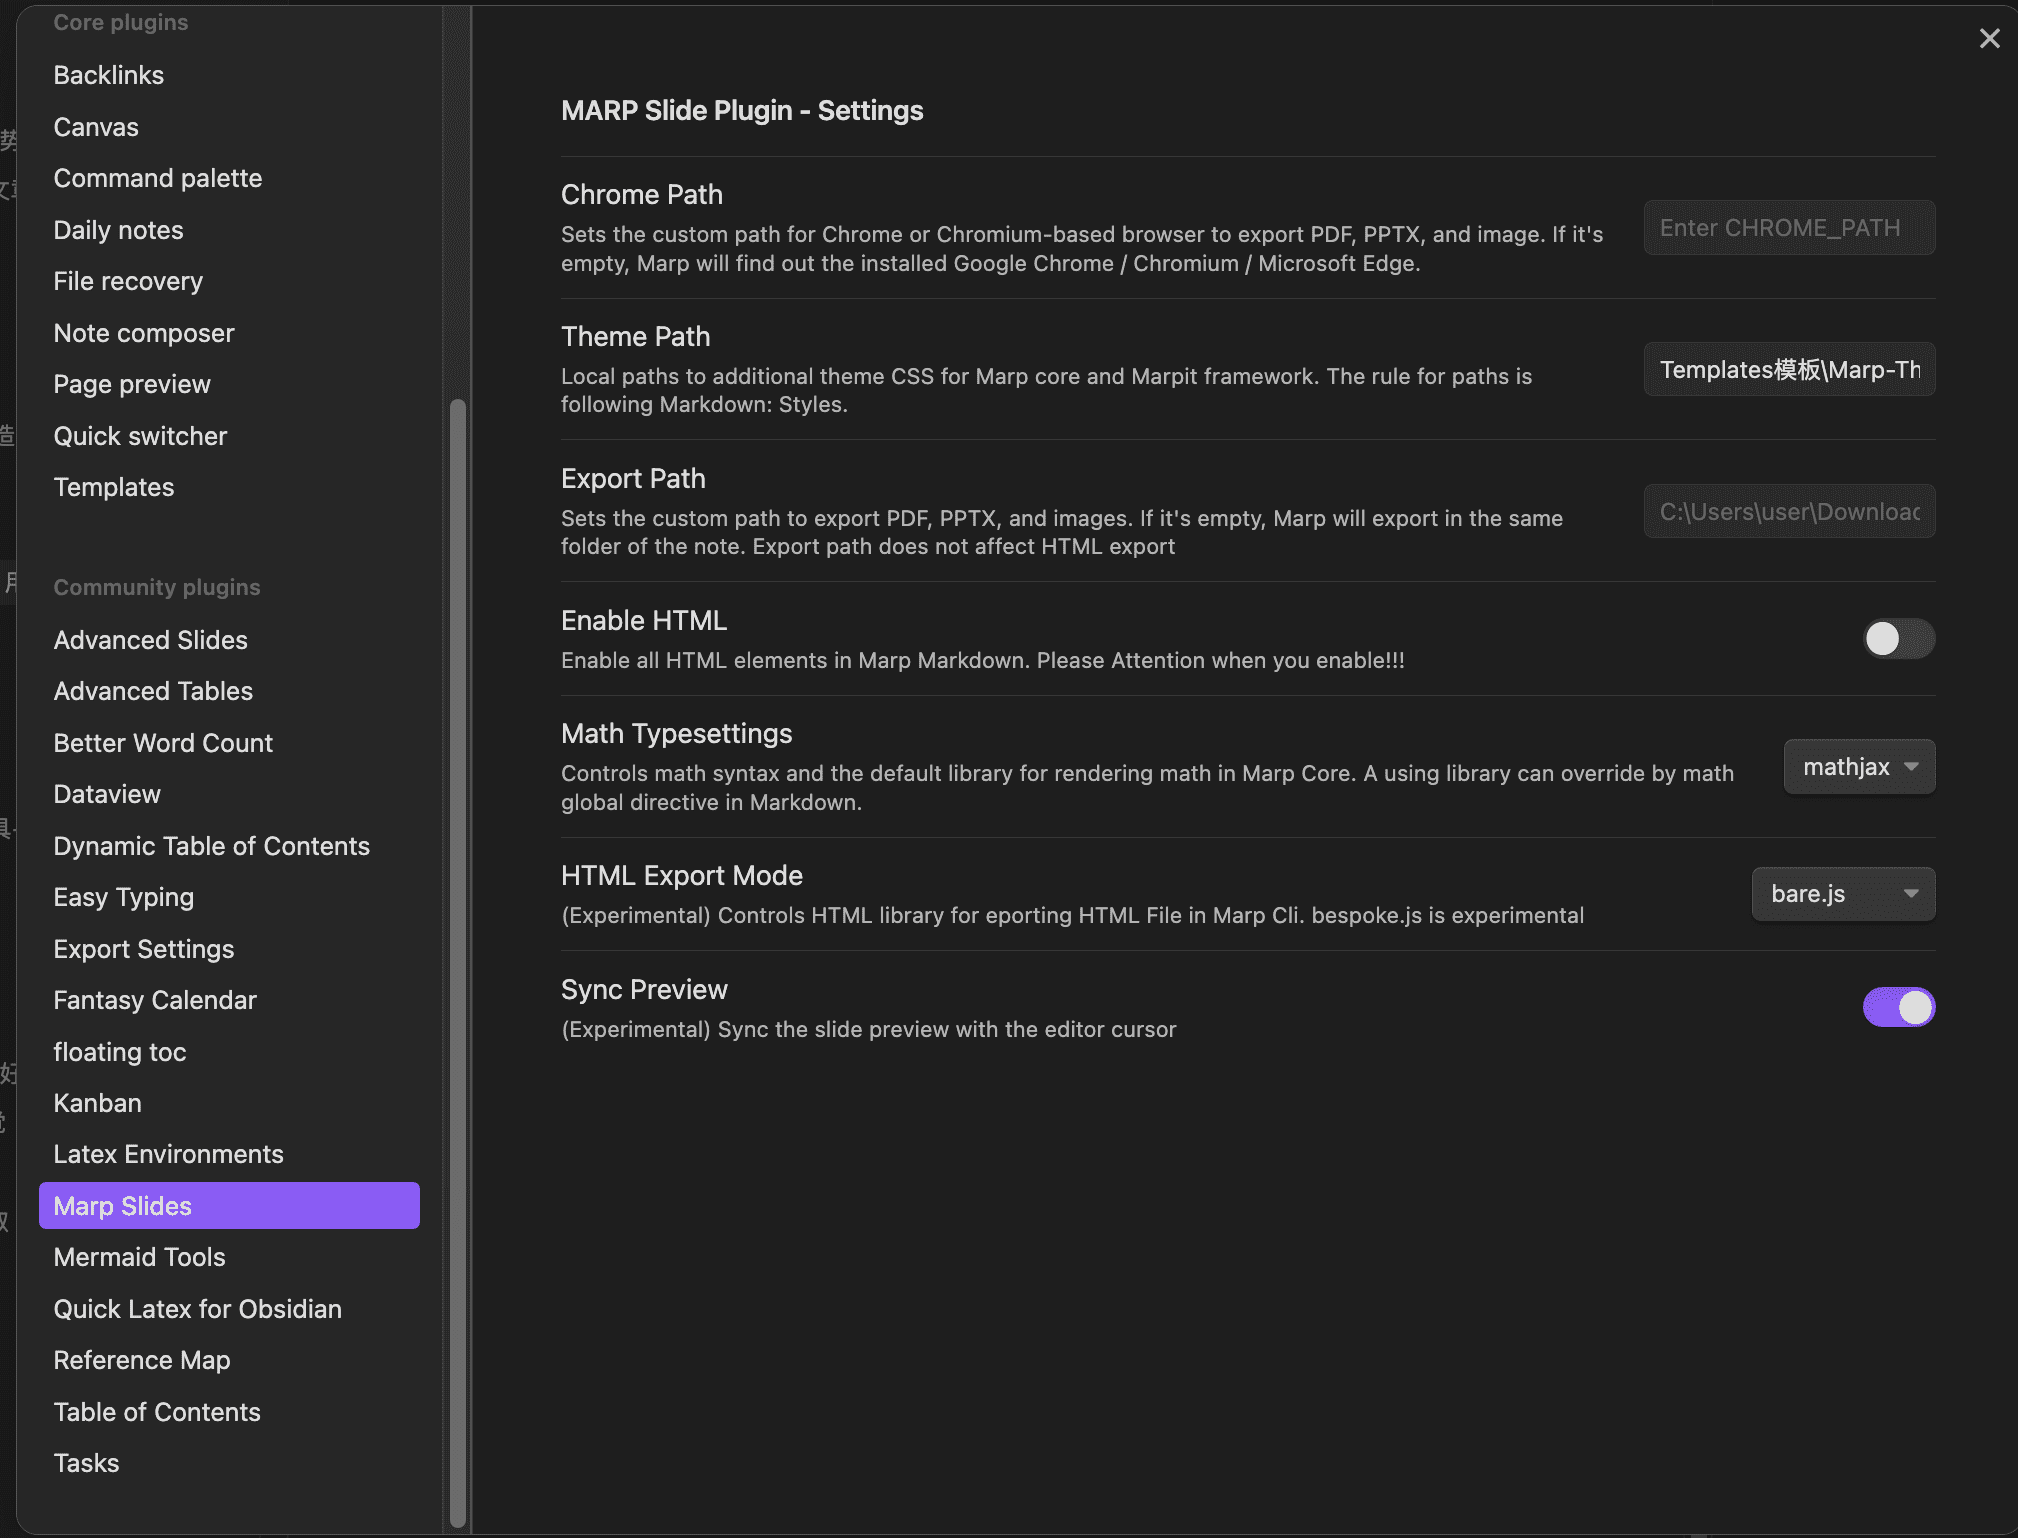 Core plugins
Backlinks
Canvas
Command palette
Daily notes
File recovery
Note composer
Page preview
Quick switcher
Templates
Community plugins
Advanced Slides
Advanced Tables
Better Word Count
Dataview
Dynamic Table of Contents
Easy Typing
Export Settings
Fantasy Calendar
floating toc
Kanban
Latex Environments
Marp Slides
Mermaid Tools
Quick Latex for Obsidian
Reference Map
Table of Contents
Tasks
MARP Slide Plugin - Settings
Chrome Path
Sets the custom path for Chrome or Chromium-based browser to export PDF, PPTX, and image. If it's
empty, Marp will find out the installed Google Chrome / Chromium / Microsoft Edge.
Enter CHROME_PATH
Theme Path
Local paths to additional theme CSS for Marp core and Marpit framework. The rule for paths is
following Markdown: Styles.
Templates模板\Marp-Th
Export Path
Sets the custom path to export PDF, PPTX, and images. If it's empty, Marp will export in the same
folder of the note. Export path does not affect HTML export
C:\Users\user\Downloac
Enable HTML
Enable all HTML elements in Marp Markdown. Please Attention when you enable!!!
Math Typesettings
Controls math syntax and the default library for rendering math in Marp Core. A using library can override by math
global directive in Markdown.
mathjax
HTML Export Mode
(Experimental) Controls HTML library for eporting HTML File in Marp Cli. bespoke.js is experimental
bare.js
Sync Preview
(Experimental) Sync the slide preview with the editor cursor